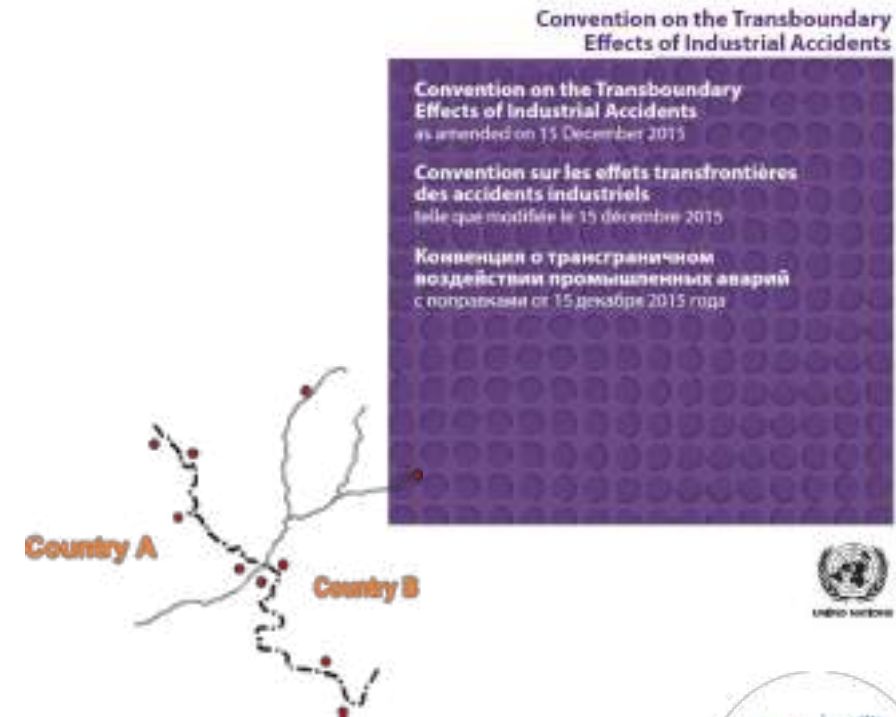 Convention on the Transboundary
Effects of Industrial Accidents
Convention on the Transboundary
Effects of Industrial Accidents
as amended on 15 December 2015
Convention sur les effets transfrontières
des accidents industriels
telle que modifiée le 15 décembre 2015
Конвенция о трансграничном
воздействии промышленных аварий
с поправками от 15 декабря 2015 года
Country A
Country B
UNITED NATIONS